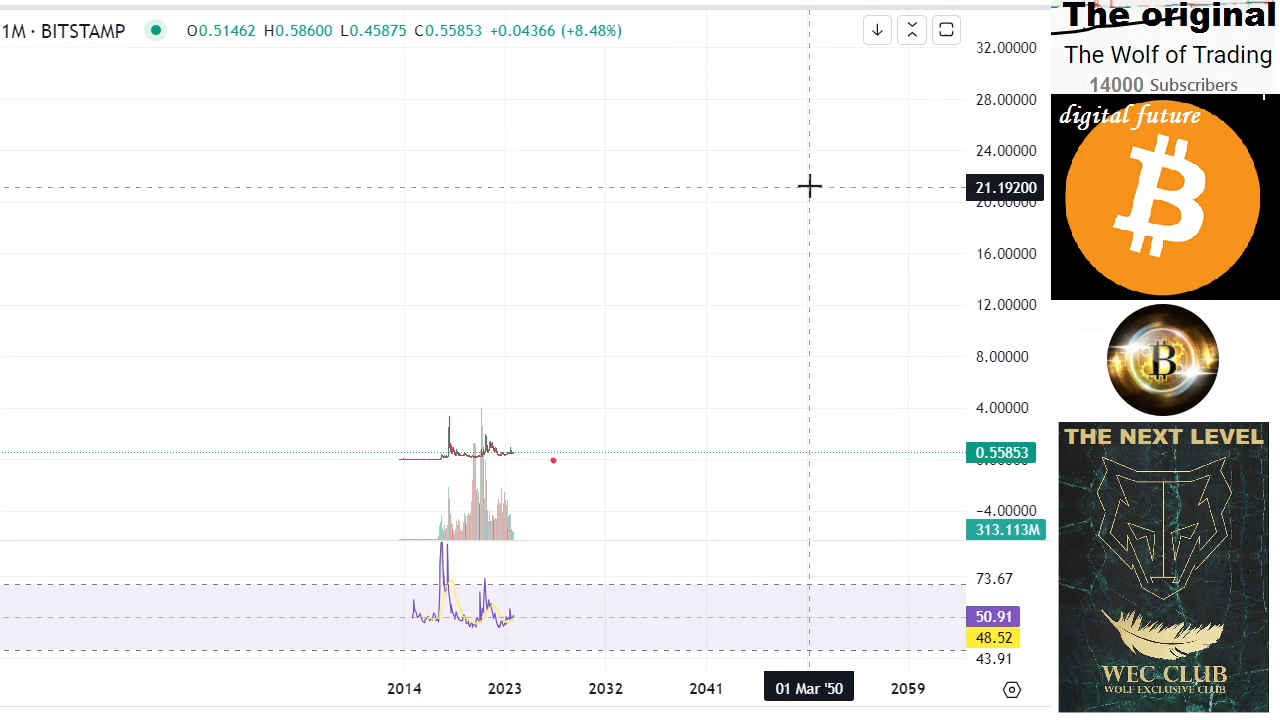 1M · BITSTAMP
O0.51462 H0.58600 L0.45875 C0.55853 +0.04366 (+8.48%)
32.00000
28.00000
24.00000
21.19200
20.00000
16.00000
12.00000
8.00000
4.00000
0.55853
−4.00000
313.113M
73.67
50.91
48.52
43.91
2014
2023
2032
2041
01 Mar '50
2059
The original
The Wolf of Trading
14000 Subscribers
digital future
THE NEXT LEVEL
WEC CLUB
WOLF EXCLUSIVE CLUB